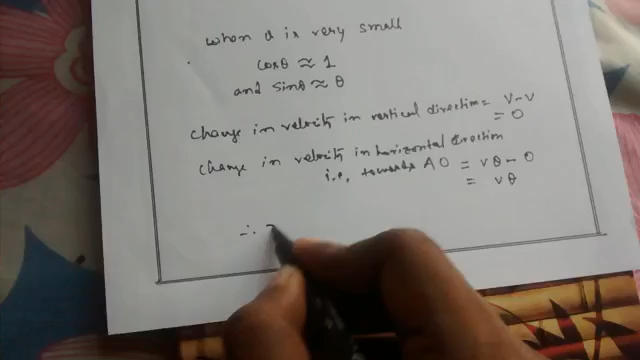 when θ is very small
cosθ ≈ 1
and sinθ ≈ θ
change in velocity in vertical direction = v - v
= 0
change in velocity in horizontal direction
i.e., towards A O = vθ - 0
= vθ
∴